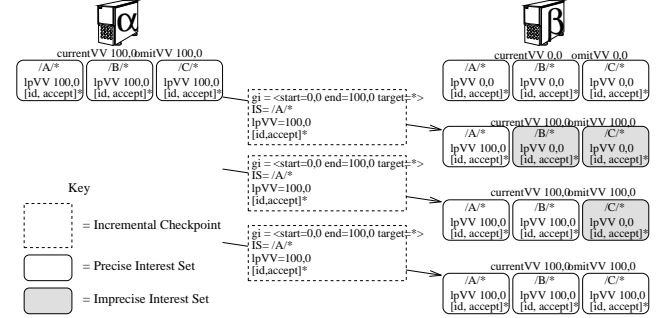 α
β
currentVV 100,0 omitVV 100,0
/A/* /B/* /C/*
lpVV 100,0 lpVV 100,0 lpVV 100,0
[id, accept]* [id, accept]* [id, accept]*
currentVV 0,0 omitVV 0,0
/A/* /B/* /C/*
lpVV 0,0 lpVV 0,0 lpVV 0,0
[id, accept]* [id, accept]* [id, accept]*
gi = <start=0,0 end=100,0 target=*>
IS= /A/*
lpVV=100,0
[id,accept]*
currentVV 100,0 omitVV 100,0
/A/* /B/* /C/*
lpVV 100,0 lpVV 0,0 lpVV 0,0
[id, accept]* [id, accept]* [id, accept]*
gi = <start=0,0 end=100,0 target=*>
IS= /A/*
lpVV=100,0
[id,accept]*
currentVV 100,0 omitVV 100,0
/A/* /B/* /C/*
lpVV 100,0 lpVV 100,0 lpVV 0,0
[id, accept]* [id, accept]* [id, accept]*
gi = <start=0,0 end=100,0 target=*>
IS= /A/*
lpVV=100,0
[id,accept]*
currentVV 100,0 omitVV 100,0
/A/* /B/* /C/*
lpVV 100,0 lpVV 100,0 lpVV 100,0
[id, accept]* [id, accept]* [id, accept]*
Key
= Incremental Checkpoint
= Precise Interest Set
= Imprecise Interest Set